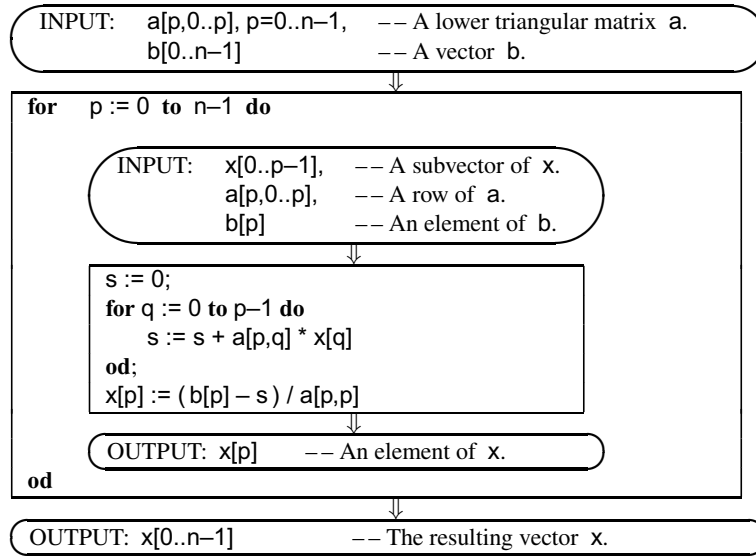 INPUT: a[p,0..p], p=0..n–1, –– A lower triangular matrix a.
b[0..n–1] –– A vector b.
⇓
for p := 0 to n–1 do
INPUT: x[0..p–1], –– A subvector of x.
a[p,0..p], –– A row of a.
b[p] –– An element of b.
⇓
s := 0;
for q := 0 to p–1 do
s := s + a[p,q] * x[q]
od;
x[p] := ( b[p] – s ) / a[p,p]
⇓
OUTPUT: x[p] –– An element of x.
od
⇓
OUTPUT: x[0..n–1] –– The resulting vector x.